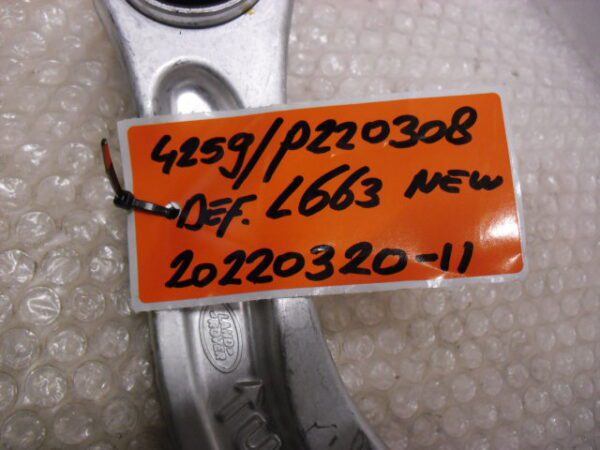 4259/P220308
DEF. L663 NEW
20220320-11
LAND-
ROVER